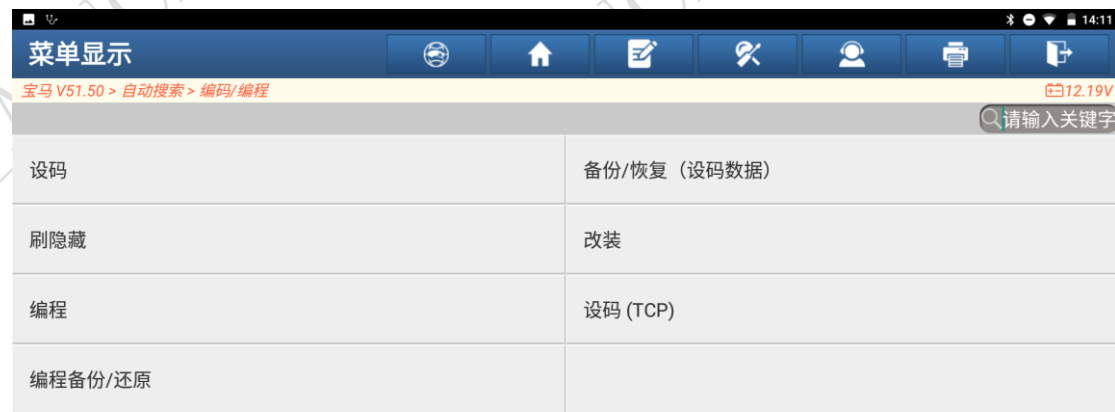 14:11
菜单显示
宝马 V51.50 > 自动搜索 > 编码/编程
12.19V
请输入关键字
设码
备份/恢复（设码数据）
刷隐藏
改装
编程
设码 (TCP)
编程备份/还原